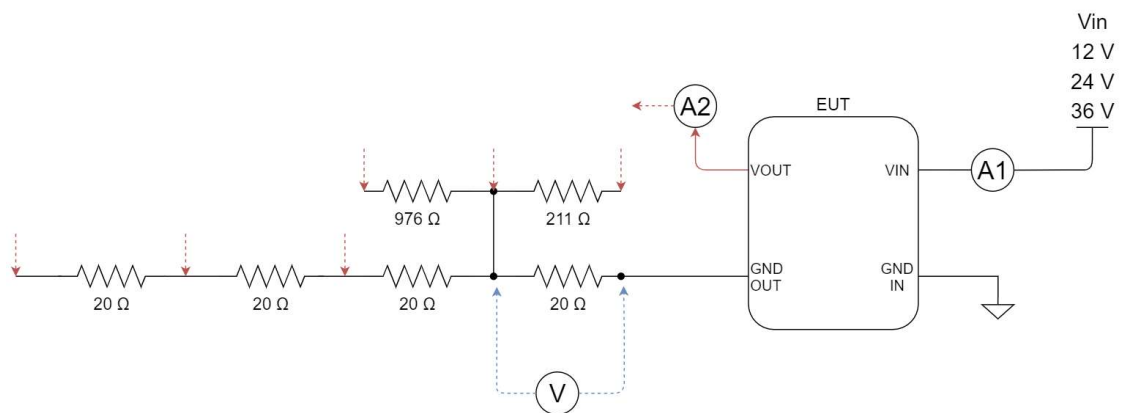 Vin
12 V
24 V
36 V
EUT
A2
VOUT
VIN
A1
976 Ω
211 Ω
GND
OUT
GND
IN
20 Ω
20 Ω
20 Ω
20 Ω
V